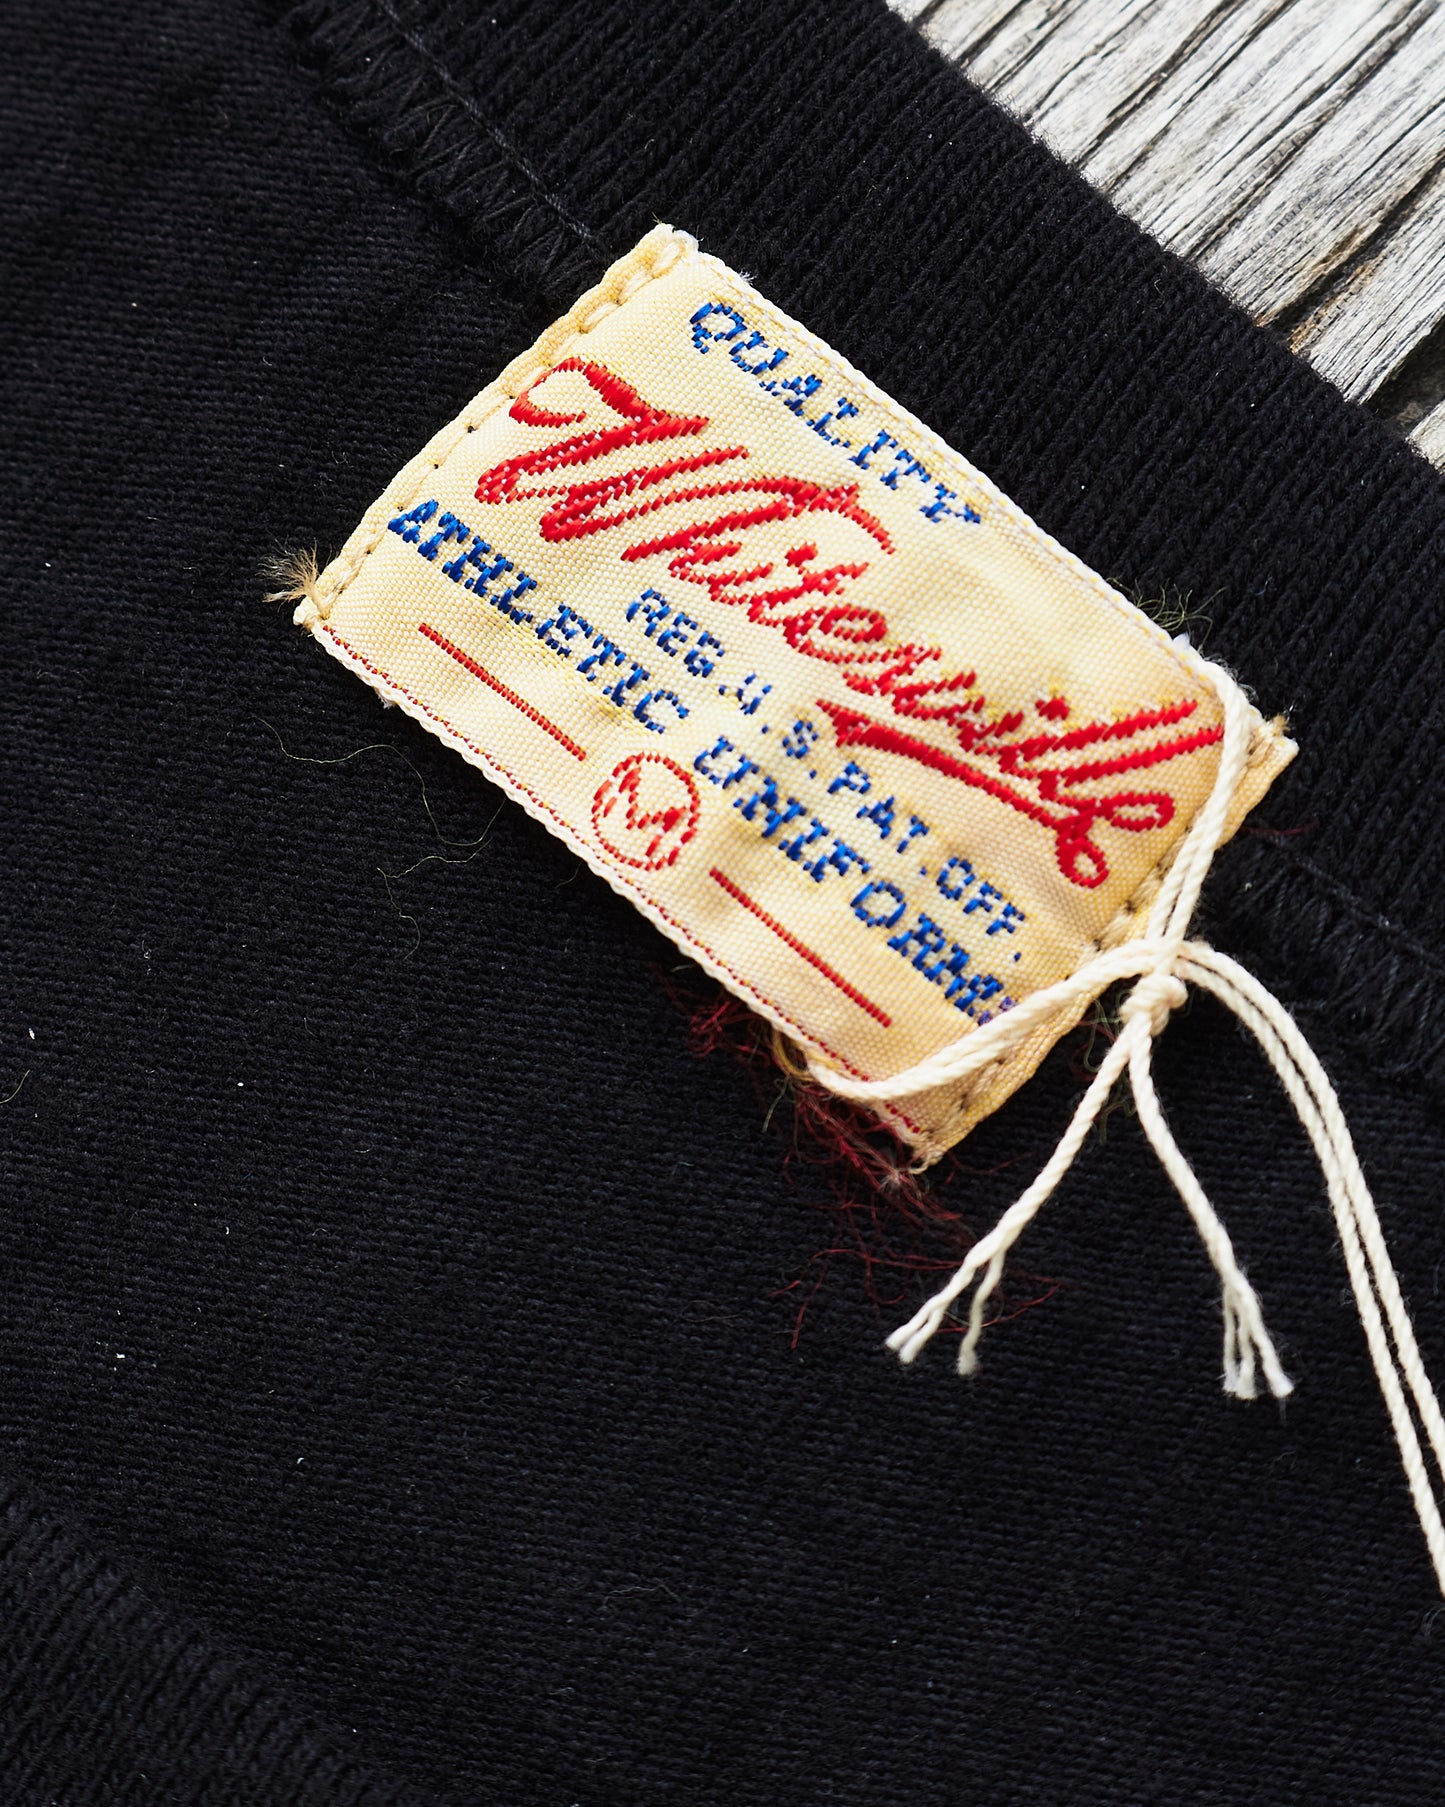 QUALITY
Whitesville
REG.U.S.PAT.OFF.
ATHLETIC UNIFORMS
M